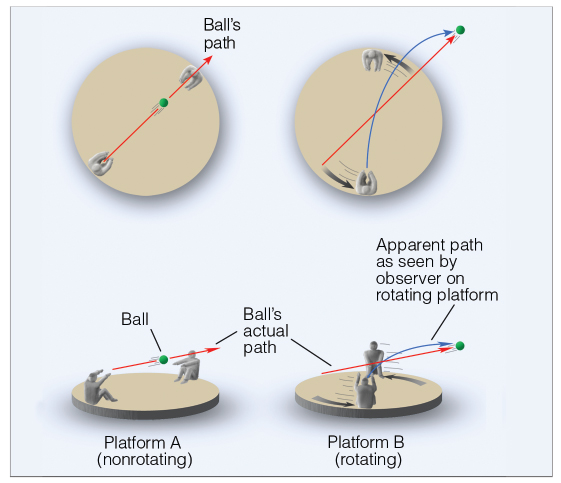 Ball's
path
Apparent path
as seen by
observer on
rotating platform
Ball
Ball's
actual
path
Platform A
(nonrotating)
Platform B
(rotating)